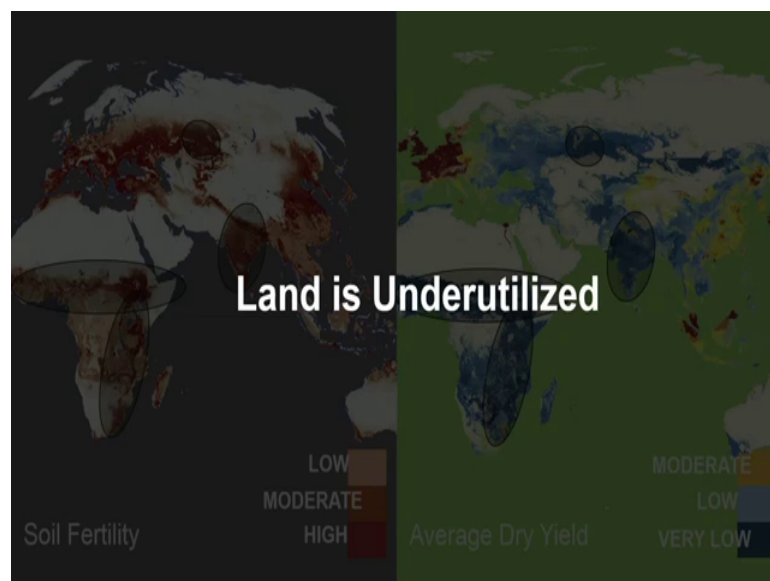 Land is Underutilized
LOW
MODERATE
HIGH
Soil Fertility
MODERATE
LOW
VERY LOW
Average Dry Yield